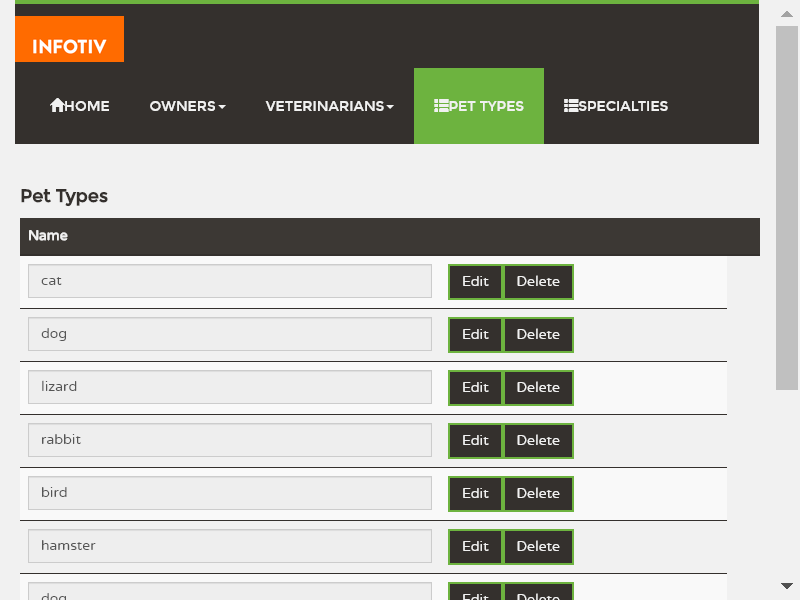 INFOTIV
HOME OWNERS VETERINARIANS PET TYPES SPECIALTIES
Pet Types
Name
cat Edit Delete
dog Edit Delete
lizard Edit Delete
rabbit Edit Delete
bird Edit Delete
hamster Edit Delete
dog Edit Delete